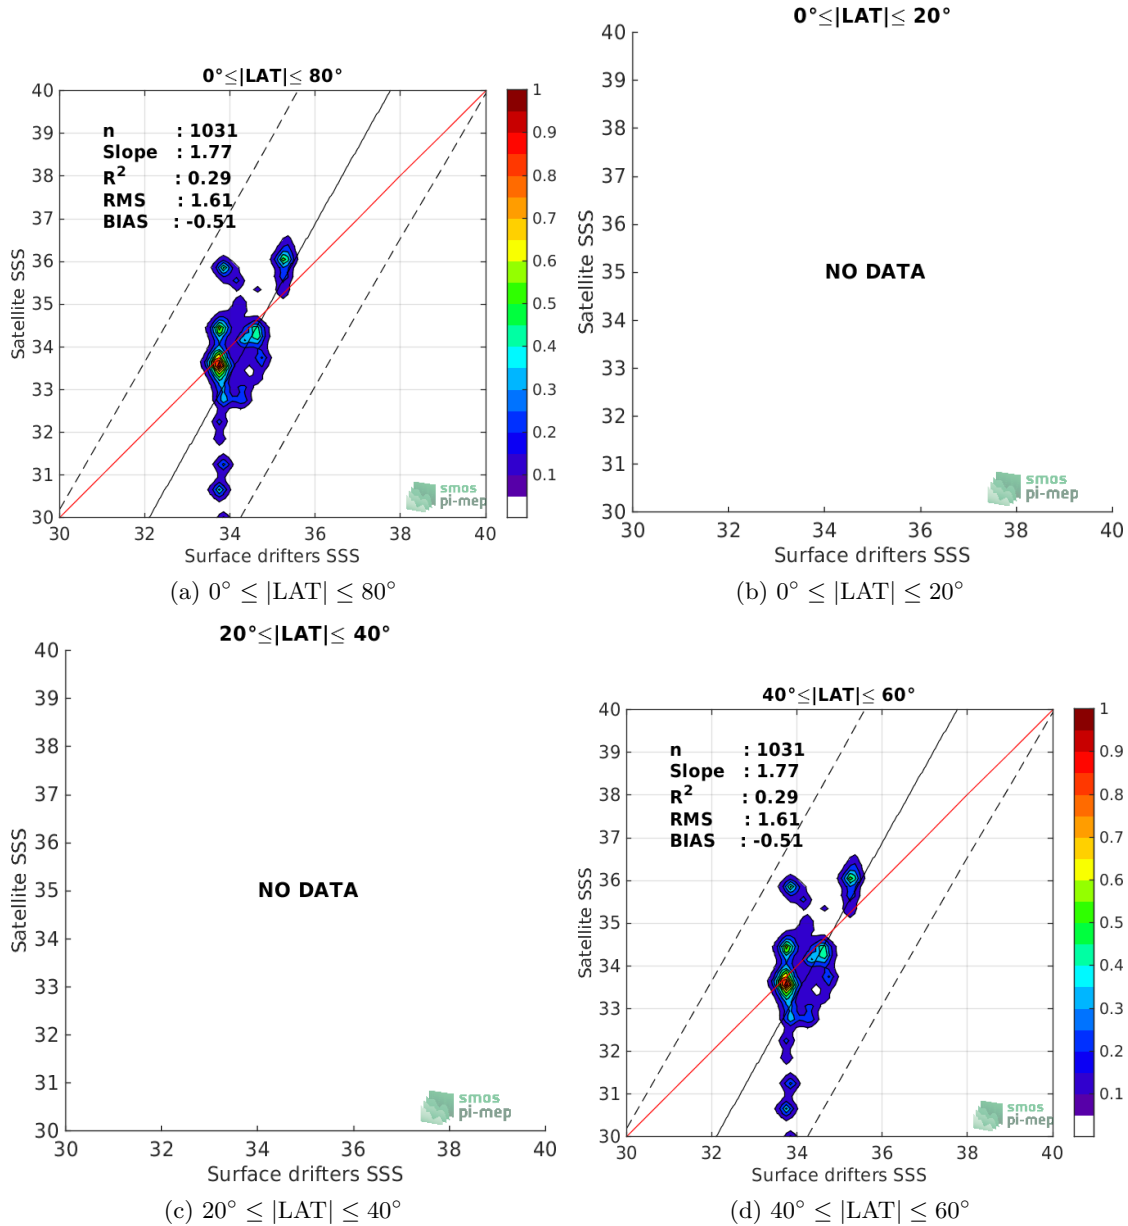 0°≤|LAT|≤ 80°
40
39
38
37
36
35
34
33
32
31
30
Satellite SSS
n : 1031
Slope : 1.77
R2 : 0.29
RMS : 1.61
BIAS : -0.51
smos
pi-mep
30 32 34 36 38 40
Surface drifters SSS
1
0.9
0.8
0.7
0.6
0.5
0.4
0.3
0.2
0.1
(a) 0° ≤ |LAT| ≤ 80°
0°≤|LAT|≤ 20°
40
39
38
37
36
35
34
33
32
31
30
Satellite SSS
NO DATA
smos
pi-mep
30 32 34 36 38 40
Surface drifters SSS
(b) 0° ≤ |LAT| ≤ 20°
20°≤|LAT|≤ 40°
40
39
38
37
36
35
34
33
32
31
30
Satellite SSS
NO DATA
smos
pi-mep
30 32 34 36 38 40
Surface drifters SSS
(c) 20° ≤ |LAT| ≤ 40°
40°≤|LAT|≤ 60°
40
39
38
37
36
35
34
33
32
31
30
Satellite SSS
n : 1031
Slope : 1.77
R2 : 0.29
RMS : 1.61
BIAS : -0.51
smos
pi-mep
30 32 34 36 38 40
Surface drifters SSS
1
0.9
0.8
0.7
0.6
0.5
0.4
0.3
0.2
0.1
(d) 40° ≤ |LAT| ≤ 60°